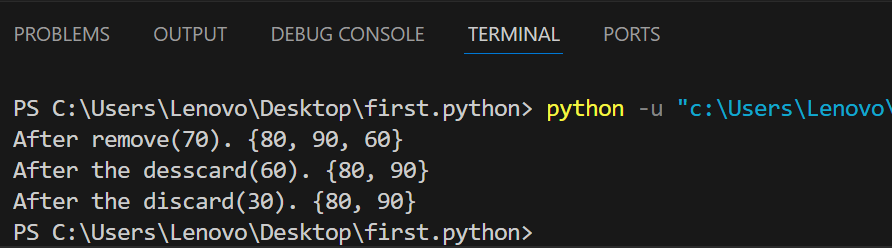 PROBLEMS OUTPUT DEBUG CONSOLE TERMINAL PORTS
PS C:\Users\Lenovo\Desktop\first.python> python -u "c:\Users\Lenovo\
After remove(70). {80, 90, 60}
After the desscard(60). {80, 90}
After the discard(30). {80, 90}
PS C:\Users\Lenovo\Desktop\first.python>